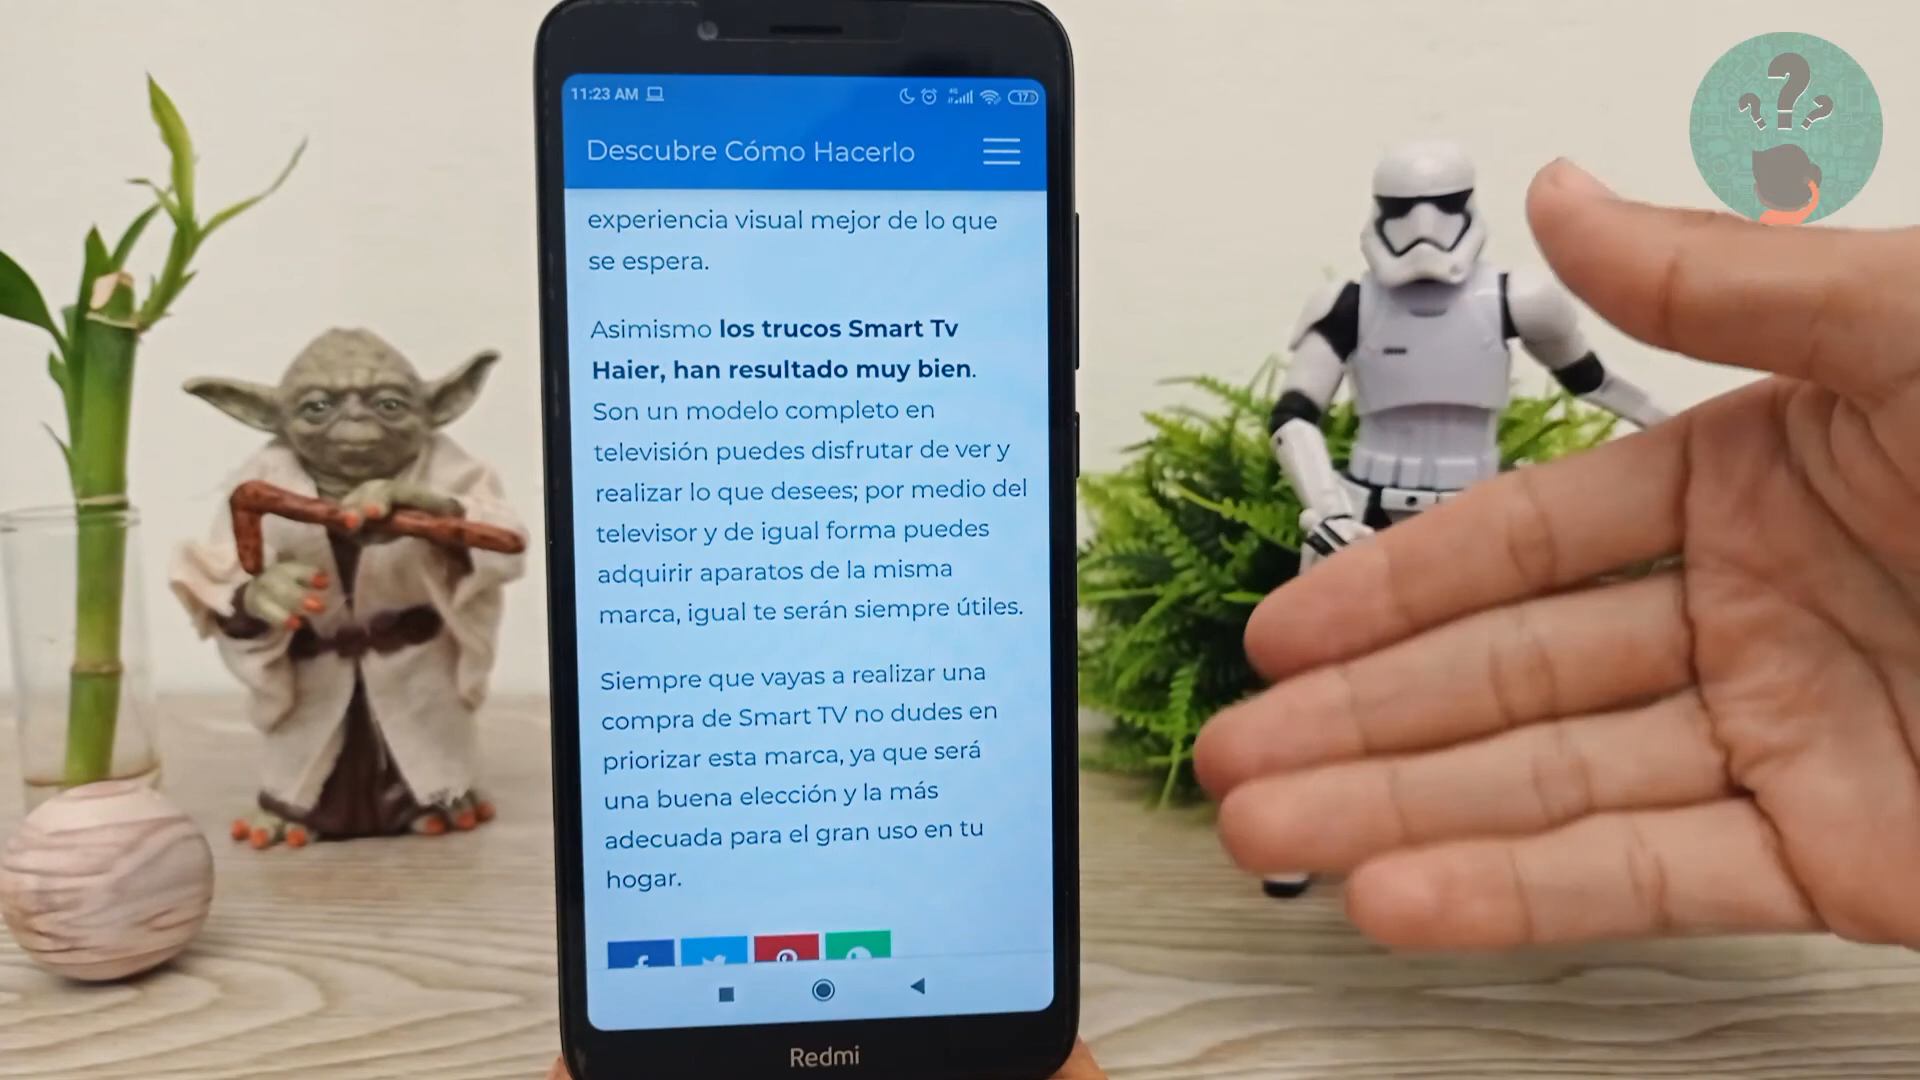 11:23 AM
4G
17
Descubre Cómo Hacerlo
experiencia visual mejor de lo que
se espera.
Asimismo los trucos Smart Tv
Haier, han resultado muy bien.
Son un modelo completo en
televisión puedes disfrutar de ver y
realizar lo que desees; por medio del
televisor y de igual forma puedes
adquirir aparatos de la misma
marca, igual te serán siempre útiles.
Siempre que vayas a realizar una
compra de Smart TV no dudes en
priorizar esta marca, ya que será
una buena elección y la más
adecuada para el gran uso en tu
hogar.
Redmi